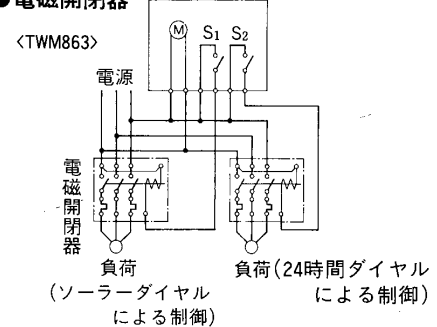 ●電磁開閉器
〈TWM863〉
M
S₁ S₂
電源
電磁開閉器
負荷
(ソーラーダイヤル
による制御)
負荷(24時間ダイヤル
による制御)